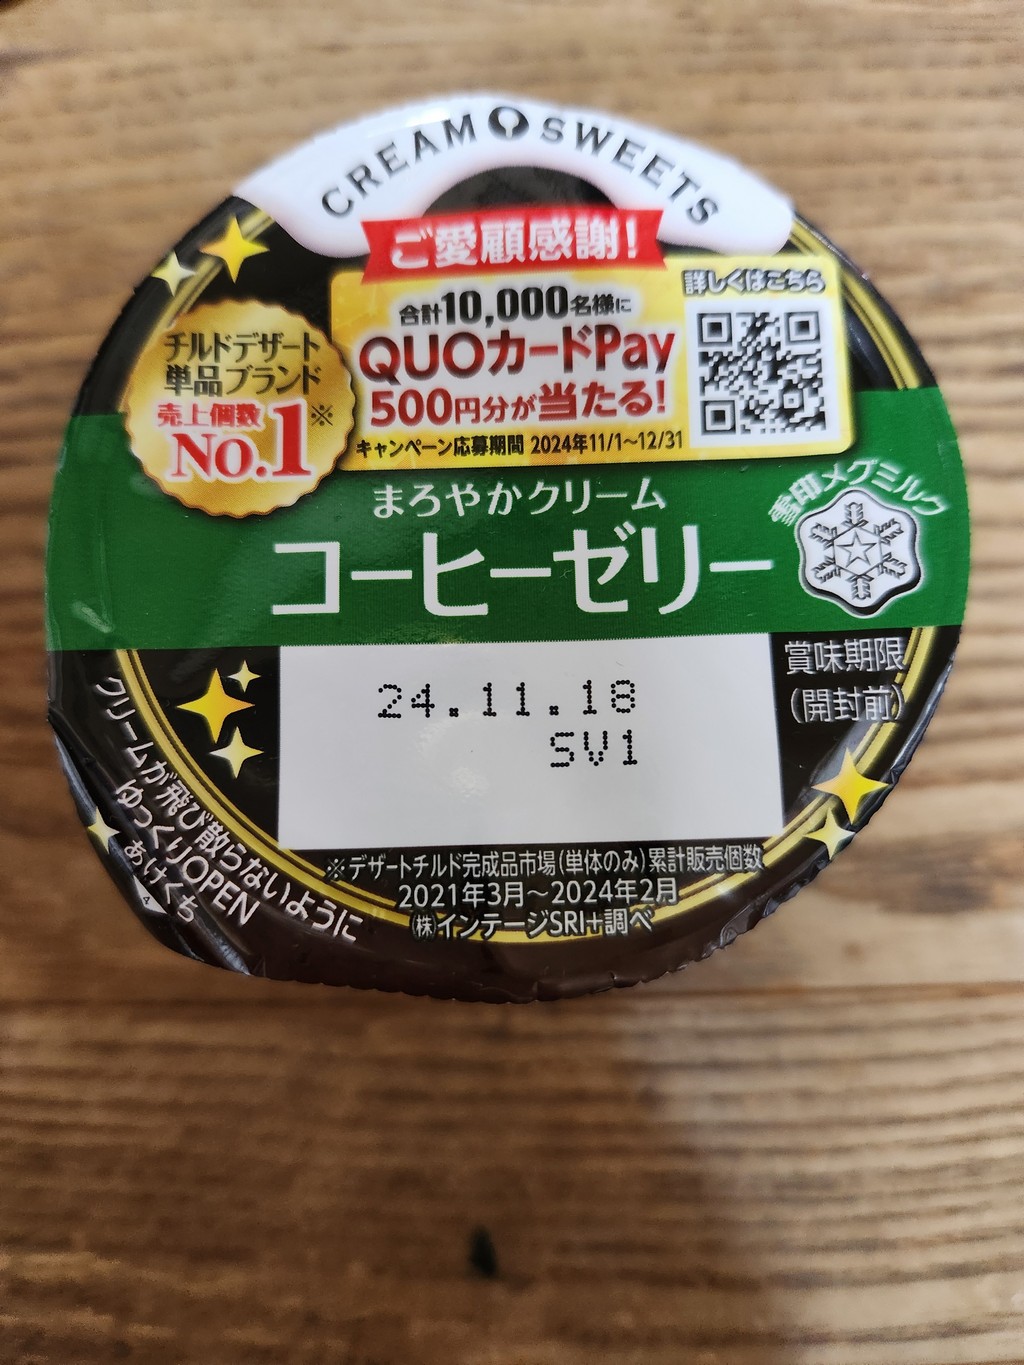 CREAM SWEETS
ご愛顧感謝!
詳しくはこちら
合計10,000名様に
QUOカードPay
500円分が当たる!
キャンペーン応募期間 2024年11/1~12/31
チルドデザート
単品ブランド
売上個数※
No.1
まろやかクリーム
コーヒーゼリー
雪印メグミルク
賞味期限
(開封前)
24.11.18
SV1
クリームが飛び散らないように
ゆっくりOPEN
あけくち
※デザートチルド完成品市場(単体のみ)累計販売個数
2021年3月~2024年2月
㈱インテージSRI+調べ